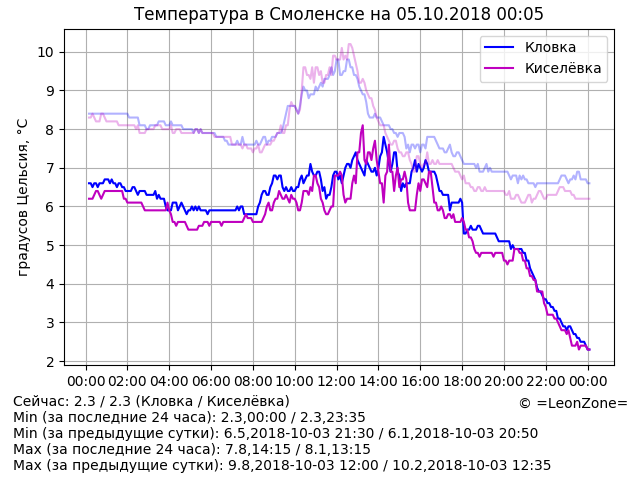 Температура в Смоленске на 05.10.2018 00:05
Кловка
Киселёвка
градусов Цельсия, °C
10
9
8
7
6
5
4
3
2
00:00 02:00 04:00 06:00 08:00 10:00 12:00 14:00 16:00 18:00 20:00 22:00 00:00
Сейчас: 2.3 / 2.3 (Кловка / Киселёвка)
© =LeonZone=
Min (за последние 24 часа): 2.3,00:00 / 2.3,23:35
Min (за предыдущие сутки): 6.5,2018-10-03 21:30 / 6.1,2018-10-03 20:50
Max (за последние 24 часа): 7.8,14:15 / 8.1,13:15
Max (за предыдущие сутки): 9.8,2018-10-03 12:00 / 10.2,2018-10-03 12:35